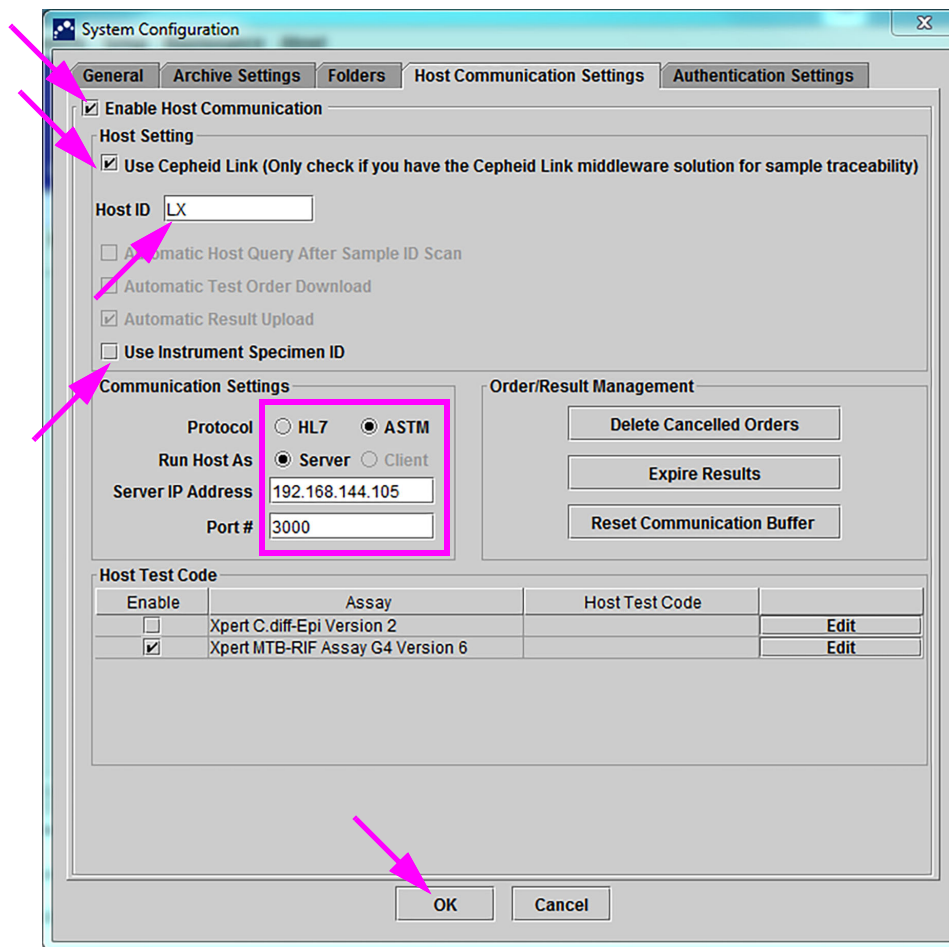 System Configuration
General Archive Settings Folders Host Communication Settings Authentication Settings
Enable Host Communication
Host Setting
Use Cepheid Link (Only check if you have the Cepheid Link middleware solution for sample traceability)
Host ID LX
Automatic Host Query After Sample ID Scan
Automatic Test Order Download
Automatic Result Upload
Use Instrument Specimen ID
Communication Settings
Protocol HL7 ASTM
Run Host As Server Client
Server IP Address 192.168.144.105
Port # 3000
Order/Result Management
Delete Cancelled Orders
Expire Results
Reset Communication Buffer
Host Test Code
Enable Assay Host Test Code
Xpert C.diff-Epi Version 2 Edit
Xpert MTB-RIF Assay G4 Version 6 Edit
OK Cancel